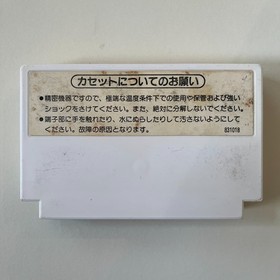 カセットについてのお願い
●精密機器ですので、極端な温度条件下での使用や保管および強い
ショックをさけてください。また、絶対に分解しないでください。
●端子部に手を触れたり、水にぬらしたりして汚さないようにして
ください。故障の原因となります。
831018